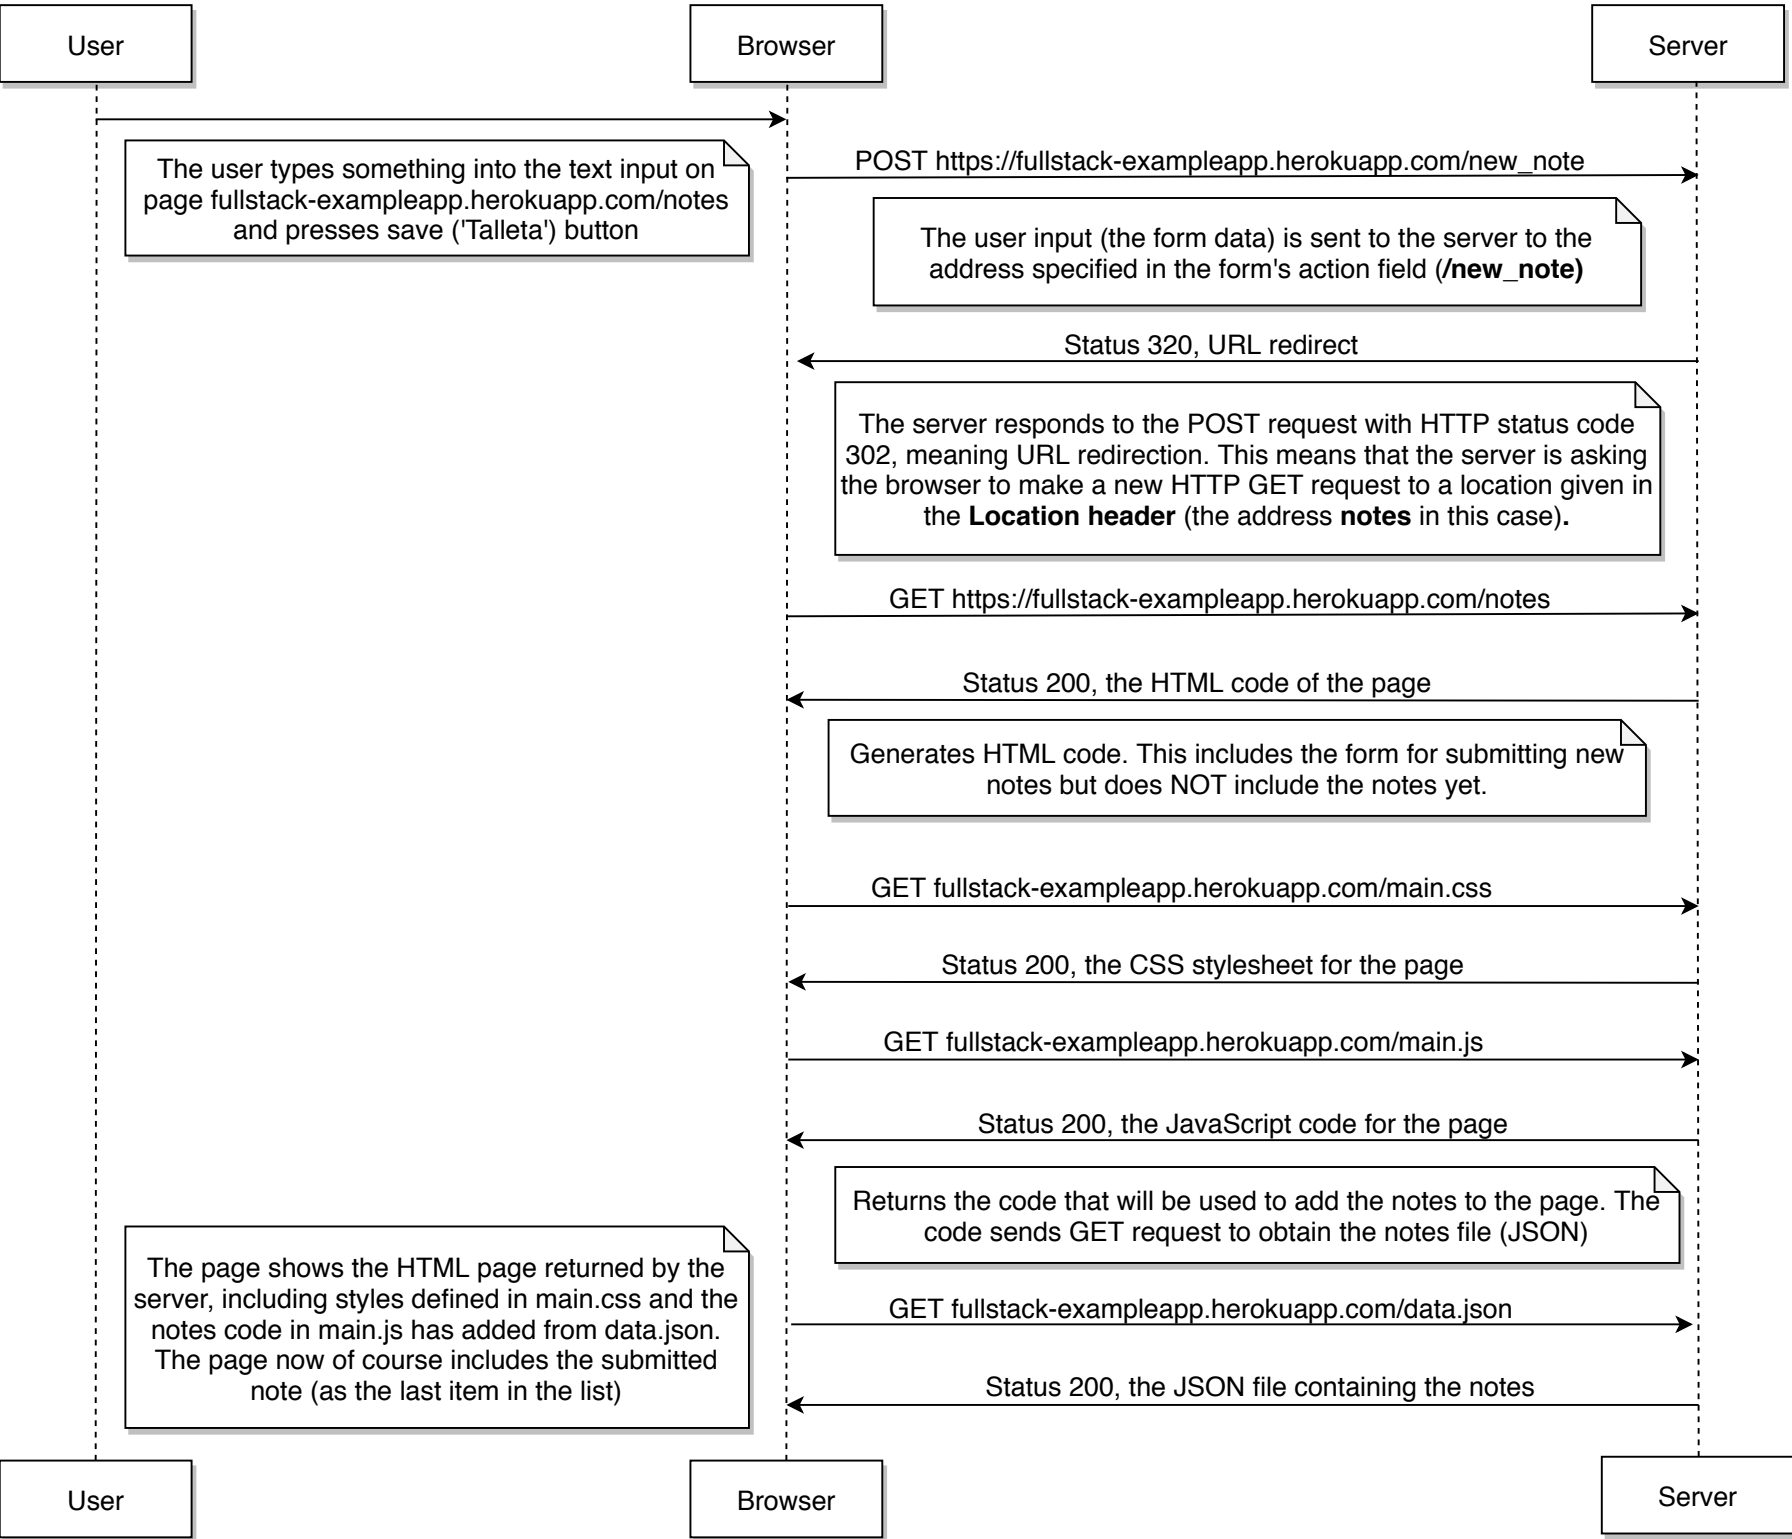 User
Browser
Server
The user types something into the text input on
page fullstack-exampleapp.herokuapp.com/notes
and presses save ('Talleta') button
POST https://fullstack-exampleapp.herokuapp.com/new_note
The user input (the form data) is sent to the server to the
address specified in the form's action field (/new_note)
Status 320, URL redirect
The server responds to the POST request with HTTP status code
302, meaning URL redirection. This means that the server is asking
the browser to make a new HTTP GET request to a location given in
the Location header (the address notes in this case).
GET https://fullstack-exampleapp.herokuapp.com/notes
Status 200, the HTML code of the page
Generates HTML code. This includes the form for submitting new
notes but does NOT include the notes yet.
GET fullstack-exampleapp.herokuapp.com/main.css
Status 200, the CSS stylesheet for the page
GET fullstack-exampleapp.herokuapp.com/main.js
Status 200, the JavaScript code for the page
Returns the code that will be used to add the notes to the page. The
code sends GET request to obtain the notes file (JSON)
The page shows the HTML page returned by the
server, including styles defined in main.css and the
notes code in main.js has added from data.json.
The page now of course includes the submitted
note (as the last item in the list)
GET fullstack-exampleapp.herokuapp.com/data.json
Status 200, the JSON file containing the notes
User
Browser
Server